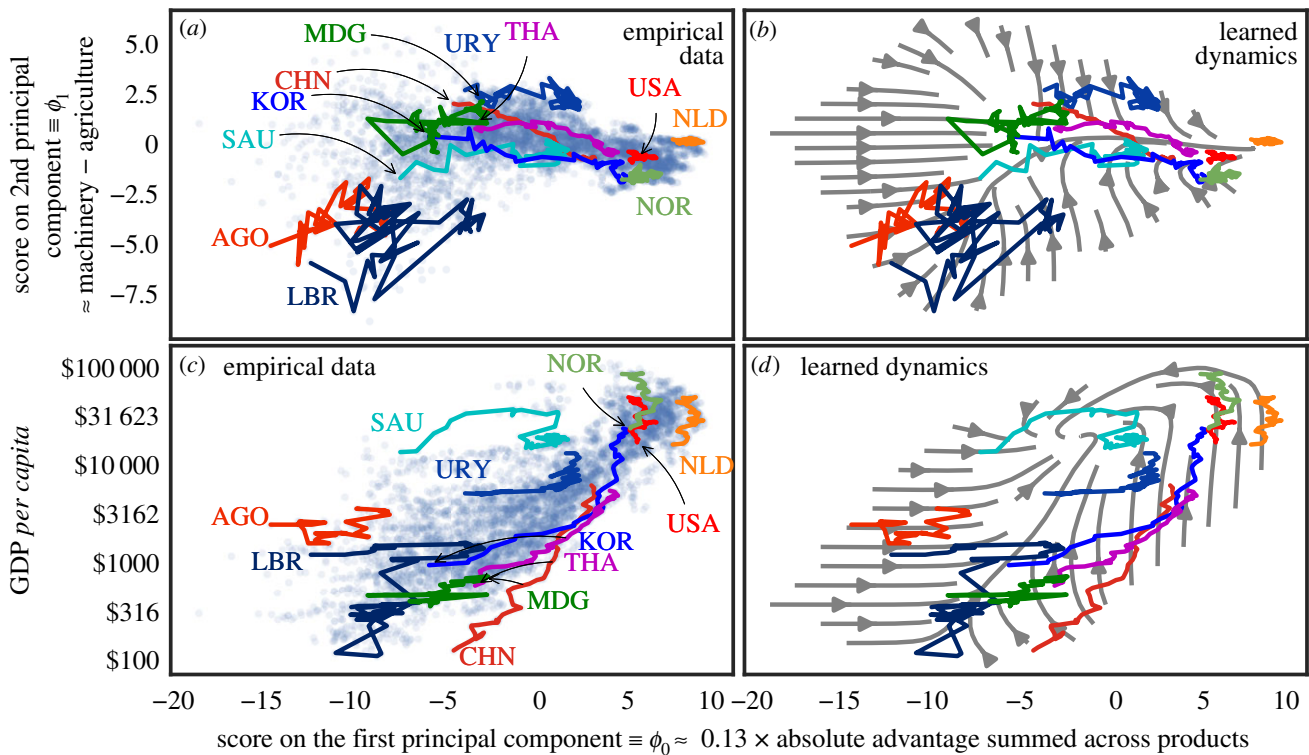 (a)
MDG
URY
THA
empirical
data
CHN
KOR
USA
NLD
SAU
NOR
AGO
LBR
5.0
2.5
0
−2.5
−5.0
−7.5
score on 2nd principal
component ≡ ϕ1
≈ machinery − agriculture
(b)
learned
dynamics
(c) empirical data
NOR
SAU
URY
NLD
AGO
USA
LBR
KOR
THA
MDG
CHN
$100 000
$31 623
$10 000
$3162
$1000
$316
$100
GDP per capita
(d) learned dynamics
−20 −15 −10 −5 0 5 10
−20 −15 −10 −5 0 5 10
score on the first principal component ≡ ϕ0 ≈ 0.13 × absolute advantage summed across products